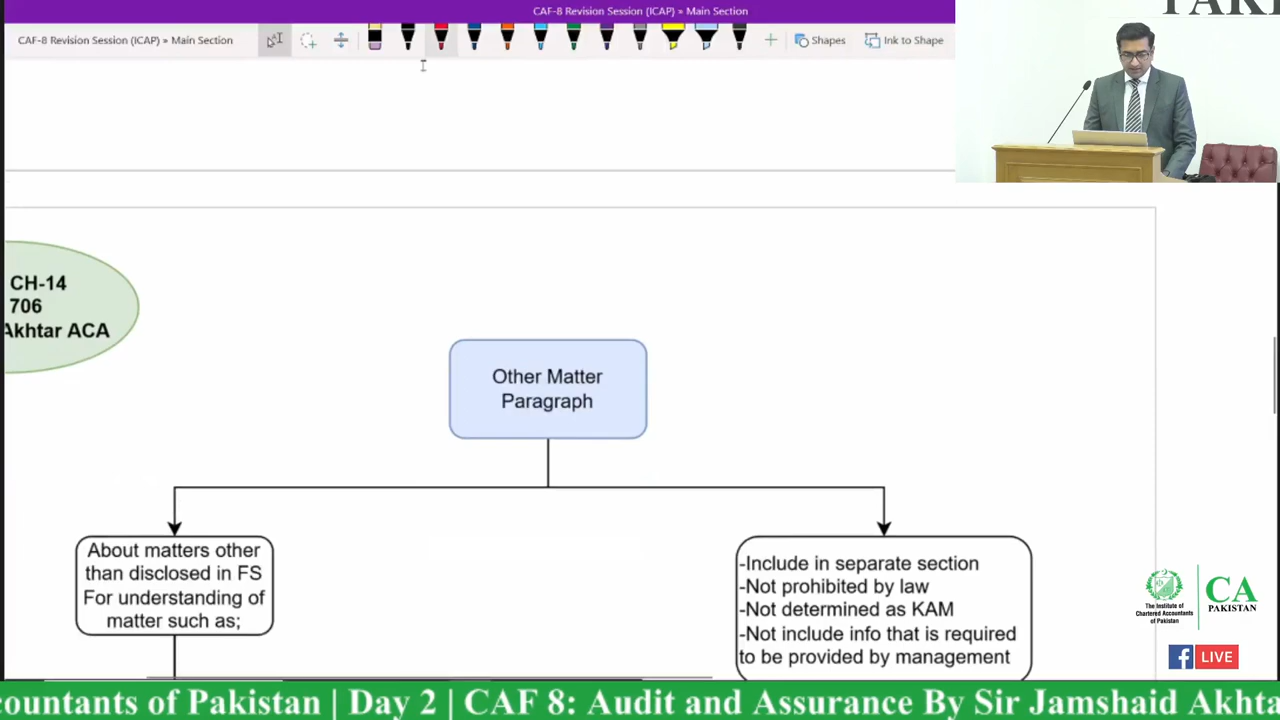 CAF-8 Revision Session (ICAP) » Main Section
CAF-8 Revision Session (ICAP) » Main Section
Shapes
Ink to Shape
CH-14
706
Akhtar ACA
Other Matter
Paragraph
About matters other
than disclosed in FS
For understanding of
matter such as;
-Include in separate section
-Not prohibited by law
-Not determined as KAM
-Not include info that is required
to be provided by management
The Institute of
Chartered Accountants
of Pakistan
CA
PAKISTAN
LIVE
countants of Pakistan | Day 2 | CAF 8: Audit and Assurance By Sir Jamshaid Akhta